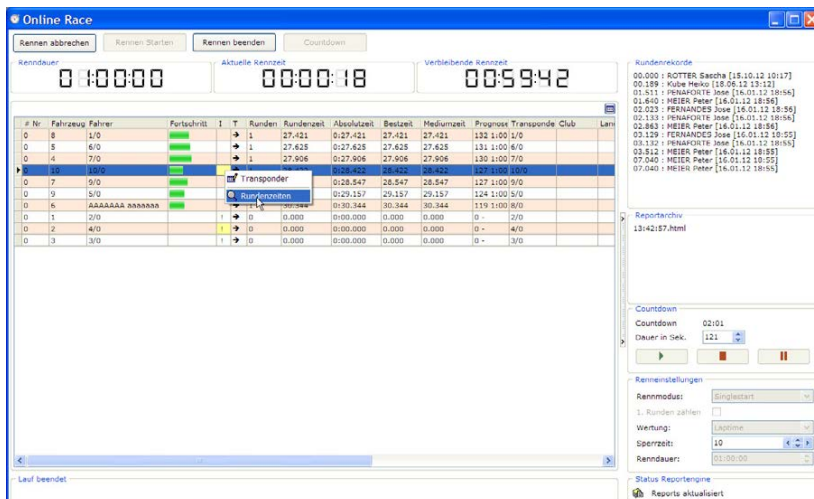 Online Race
Rennen abbrechen Rennen Starten Rennen beenden Countdown
Renndauer Aktuelle Rennzeit Verbleibende Rennzeit
01:00:00 00:00:18 00:59:42
# Nr Fahrzeug Fahrer Fortschritt I T Runden Rundenzeit Absolutzeit Bestzeit Mediumzeit Prognose Transponder Club Lan
0 8 1/0 1 27.421 0:27.421 27.421 27.421 132 1:00 1/0
0 5 6/0 1 27.625 0:27.625 27.625 27.625 131 1:00 6/0
0 4 7/0 1 27.906 0:27.906 27.906 27.906 130 1:00 7/0
0 10 10/0 0:28.422 28.422 28.422 127 1:00 10/0
0 7 9/0 0:28.547 28.547 28.547 127 1:00 9/0
0 9 5/0 0:29.157 29.157 29.157 124 1:00 5/0
0 6 AAAAAAA aaaaaaa 1 30.344 0:30.344 30.344 30.344 119 1:00 8/0
0 1 2/0 ! 0 0.000 0:00.000 0.000 0.000 0 - 2/0
0 2 4/0 ! 0 0.000 0:00.000 0.000 0.000 0 - 4/0
0 3 3/0 ! 0 0.000 0:00.000 0.000 0.000 0 - 3/0
Transponder
Rundenzeiten
Lauf beendet
Rundenrekorde
00.000 : ROTTER Sascha [15.10.12 10:17]
00.189 : Kube Heiko [18.06.12 13:12]
01.511 : PENAFORTE Jose [16.01.12 18:56]
01.640 : MEIER Peter [16.01.12 18:56]
02.023 : FERNANDES Jose [16.01.12 18:56]
02.133 : PENAFORTE Jose [16.01.12 18:56]
02.863 : MEIER Peter [16.01.12 18:56]
03.129 : FERNANDES Jose [16.01.12 18:55]
03.132 : PENAFORTE Jose [16.01.12 18:55]
03.512 : MEIER Peter [16.01.12 18:55]
07.040 : MEIER Peter [16.01.12 18:55]
07.040 : MEIER Peter [16.01.12 18:56]
Reportarchiv
13:42:57.html
Countdown
Countdown 02:01
Dauer in Sek. 121
Renneinstellungen
Rennmodus: Singlestart
1. Runden zählen
Wertung: Laptime
Sperrzeit: 10
Renndauer: 01:00:00
Status Reportengine
Reports aktualisiert